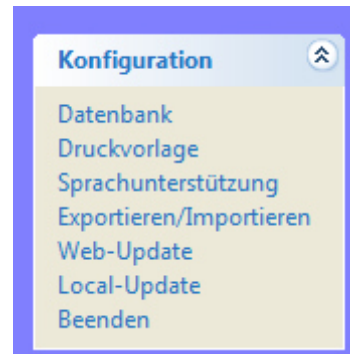 Konfiguration
Datenbank
Druckvorlage
Sprachunterstützung
Exportieren/Importieren
Web-Update
Local-Update
Beenden